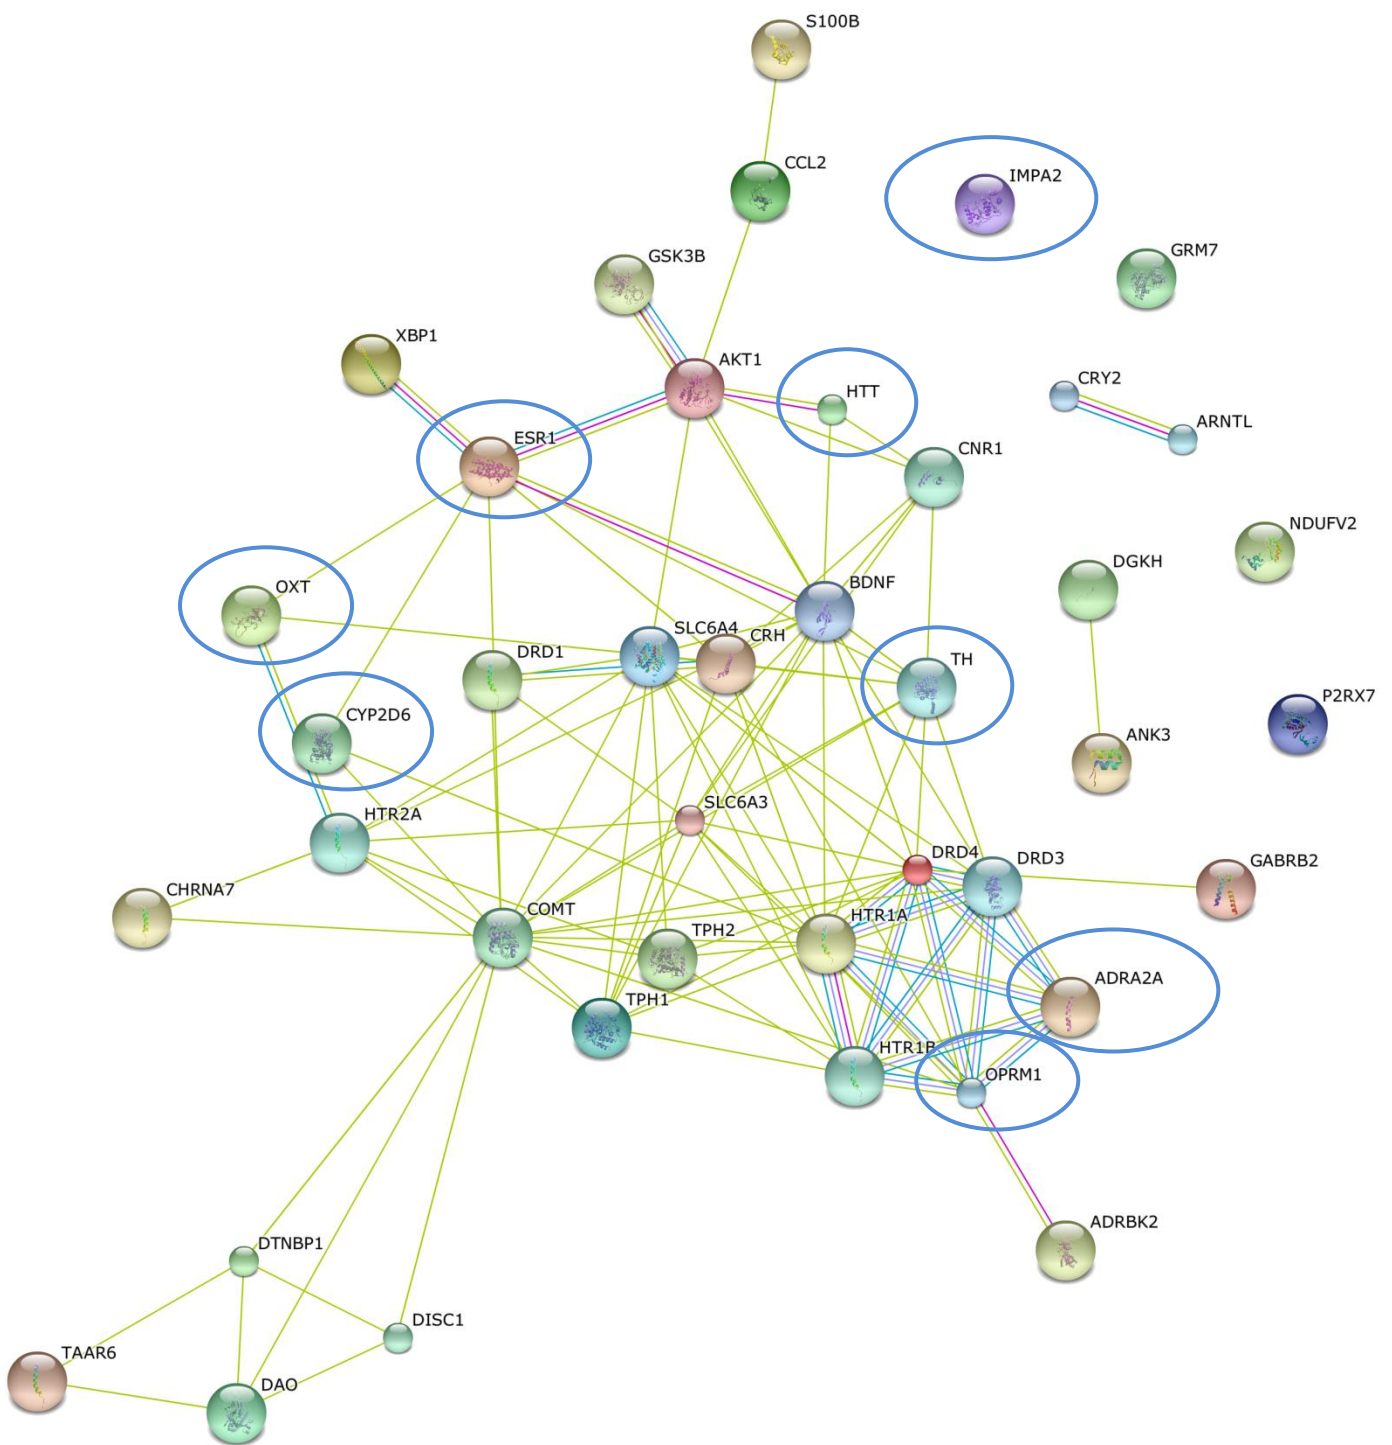 S100B
CCL2
IMPA2
GRM7
GSK3B
XBP1
AKT1
HTT
CRY2
ARNTL
ESR1
CNR1
NDUFV2
DGKH
BDNF
OXT
SLC6A4
CRH
DRD1
TH
P2RX7
CYP2D6
ANK3
SLC6A3
HTR2A
DRD4
DRD3
GABRB2
CHRNA7
COMT
HTR1A
TPH2
ADRA2A
TPH1
HTR1B
OPRM1
ADRBK2
DTNBP1
DISC1
TAAR6
DAO